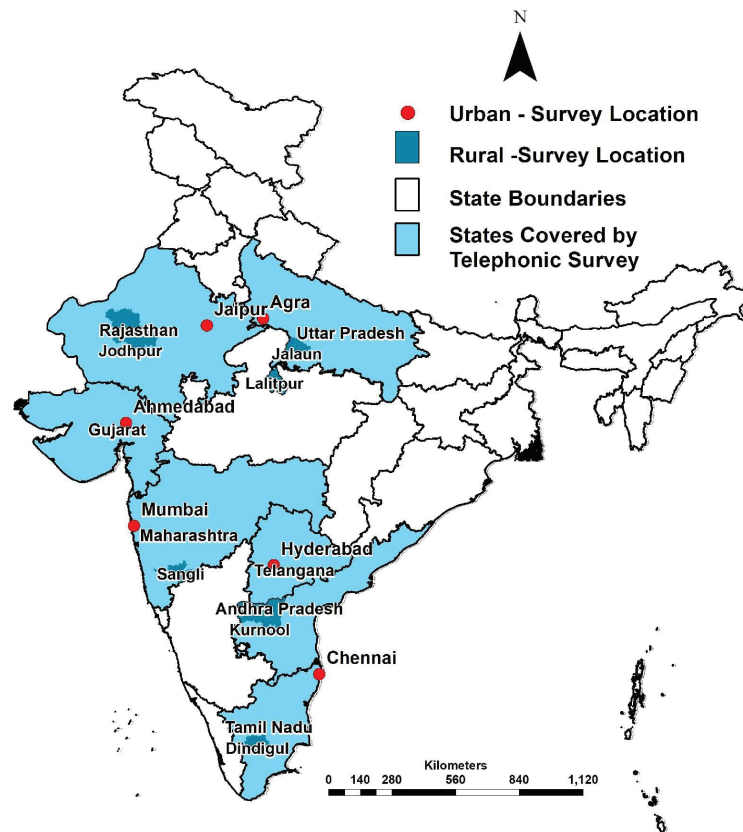 N
Urban - Survey Location
Rural -Survey Location
State Boundaries
States Covered by
Telephonic Survey
Jaipur
Agra
Rajasthan
Uttar Pradesh
Jodhpur
Jalaun
Lalitpur
Ahmedabad
Gujarat
Mumbai
Maharashtra
Hyderabad
Telangana
Sangli
Andhra Pradesh
Kurnool
Chennai
Tamil Nadu
Dindigul
Kilometers
0 140 280 560 840 1,120